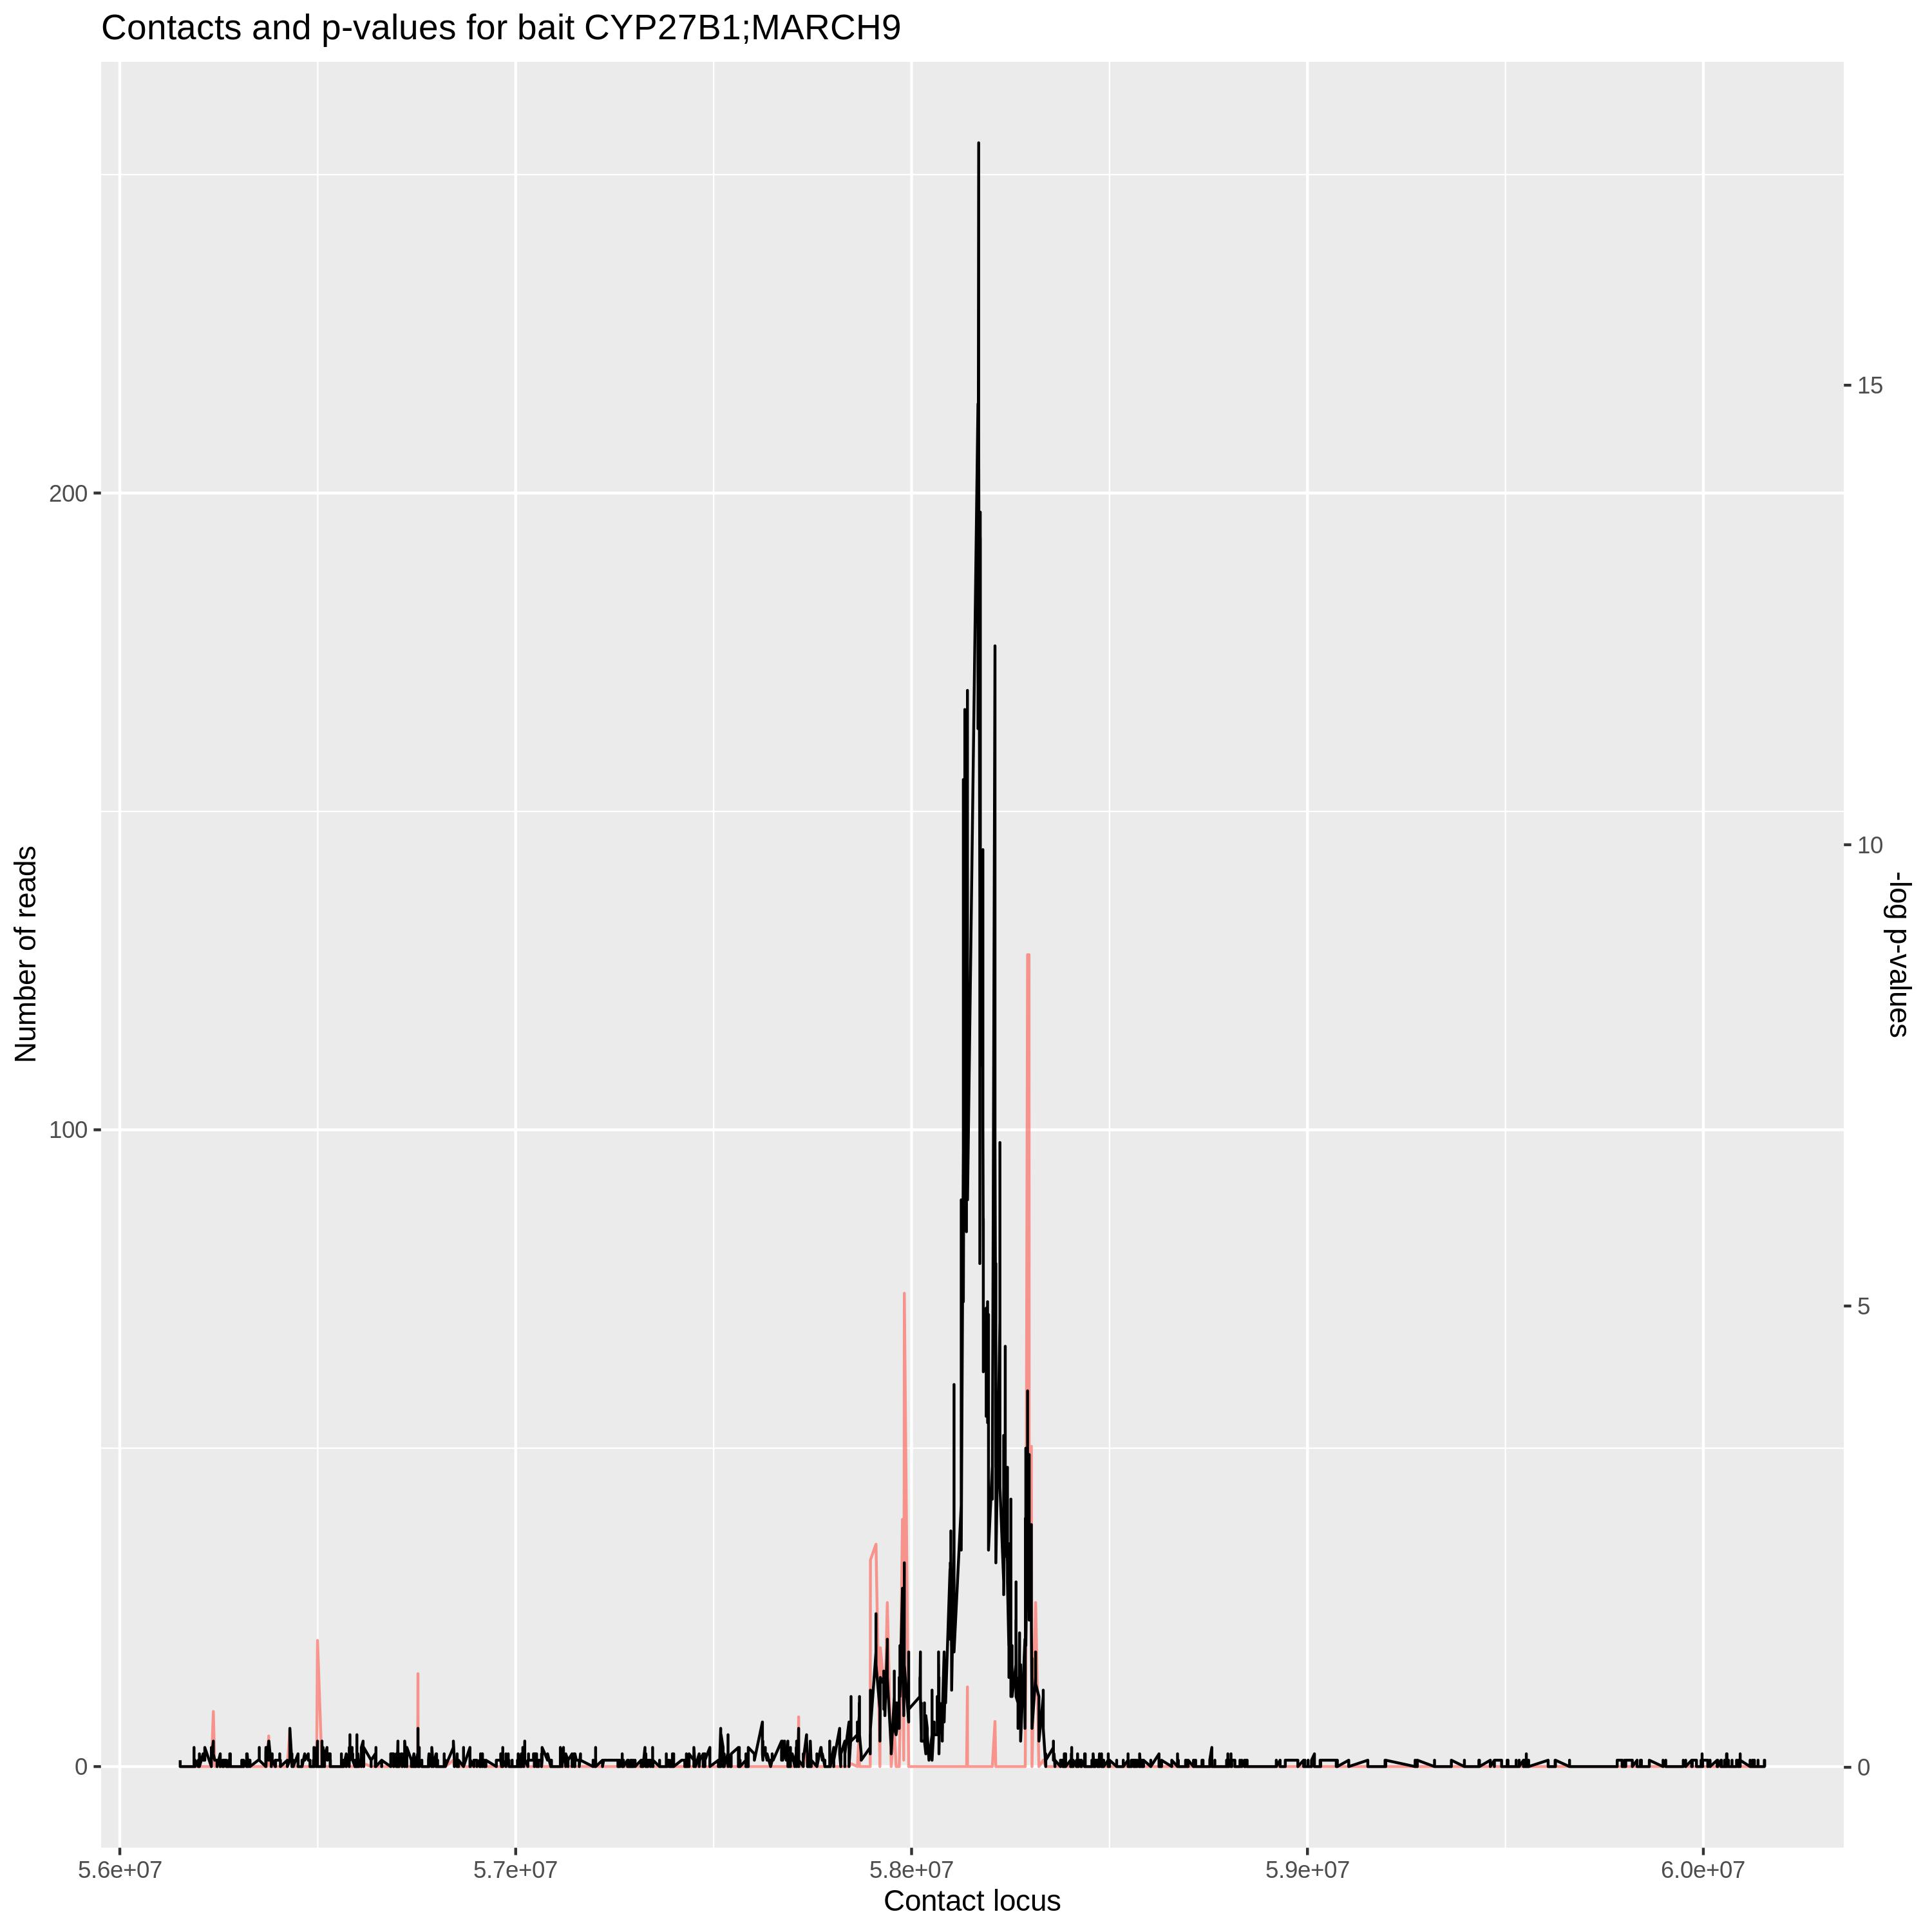 Contacts and p-values for bait CYP27B1;MARCH9
200
100
0
Number of reads
15
10
5
0
-log p-values
5.6e+07 5.7e+07 5.8e+07 5.9e+07 6.0e+07
Contact locus